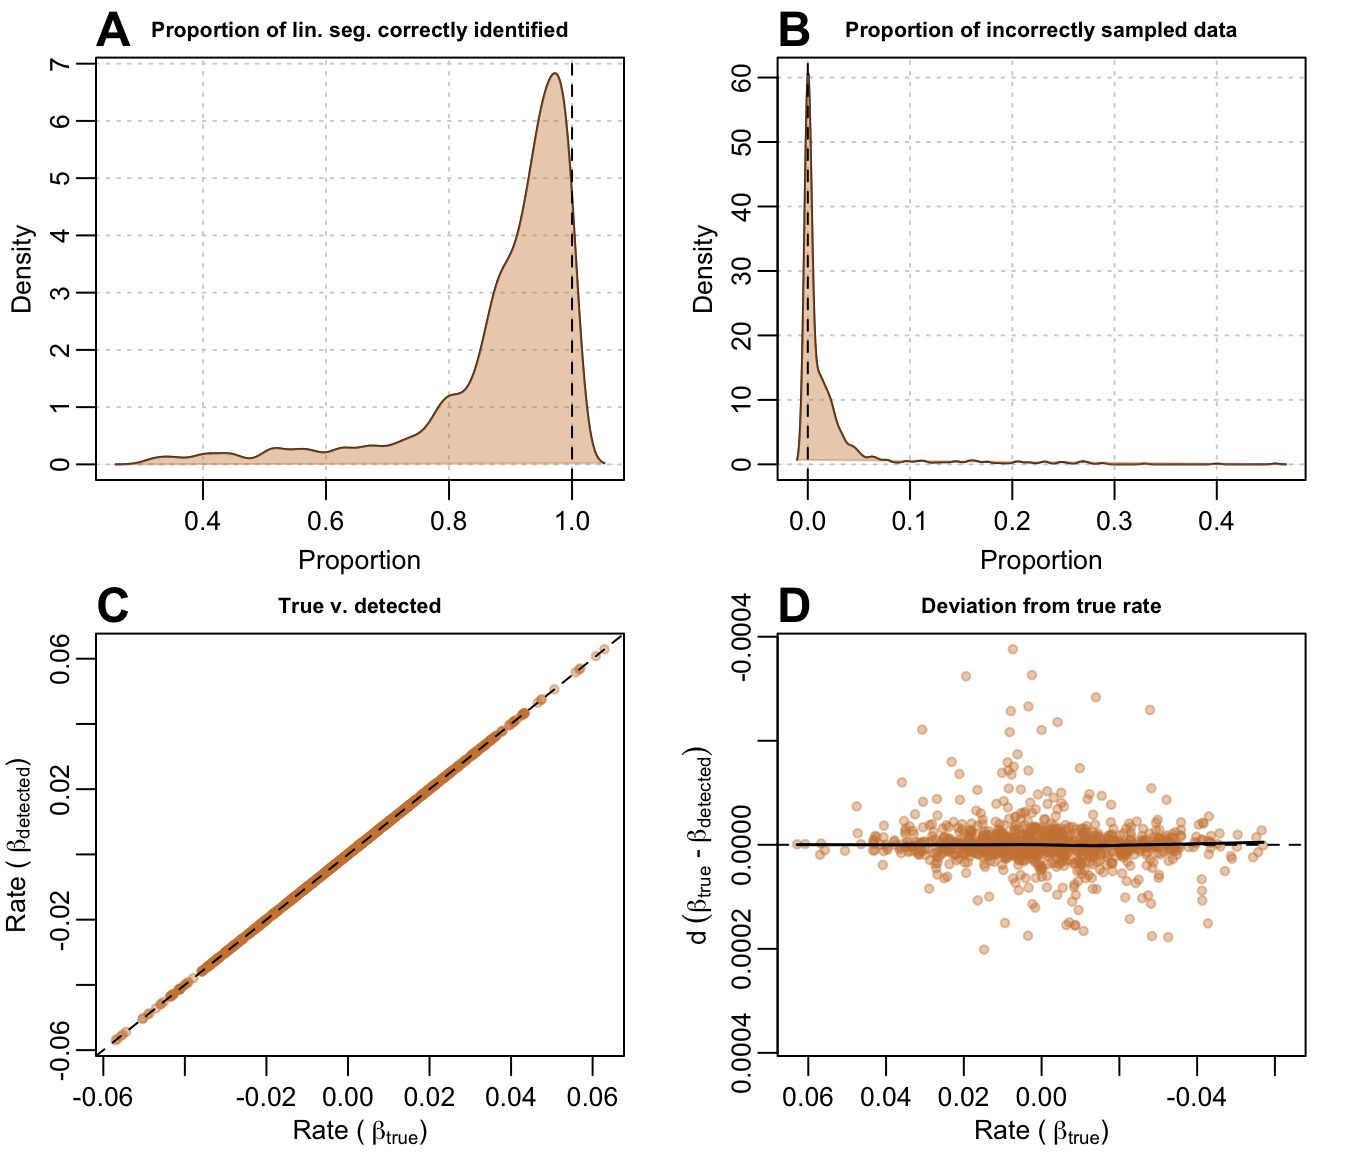 A Proportion of lin. seg. correctly identified
Density
7
6
5
4
3
2
1
0
0.4 0.6 0.8 1.0
Proportion
B Proportion of incorrectly sampled data
Density
60
50
40
30
20
10
0
0.0 0.1 0.2 0.3 0.4
Proportion
C True v. detected
Rate ( βdetected)
0.06
0.02
-0.02
-0.06
-0.06 -0.02 0.00 0.02 0.04 0.06
Rate ( βtrue)
D Deviation from true rate
d (βtrue - βdetected)
-0.0004
0.0000
0.0002
0.0004
0.06 0.04 0.02 0.00 -0.04
Rate ( βtrue)